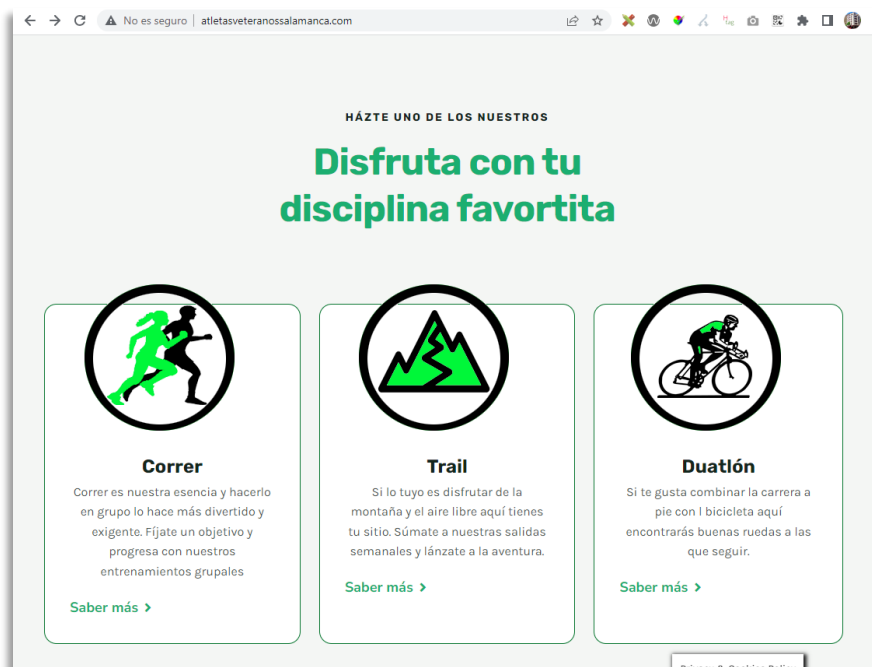 No es seguro | atletasveteranossalamanca.com
HÁZTE UNO DE LOS NUESTROS
Disfruta con tu
disciplina favortita
Correr
Correr es nuestra esencia y hacerlo
en grupo lo hace más divertido y
exigente. Fíjate un objetivo y
progresa con nuestros
entrenamientos grupales
Saber más
Trail
Si lo tuyo es disfrutar de la
montaña y el aire libre aquí tienes
tu sitio. Súmate a nuestras salidas
semanales y lánzate a la aventura.
Saber más
Duatlón
Si te gusta combinar la carrera a
pie con l bicicleta aquí
encontrarás buenas ruedas a las
que seguir.
Saber más